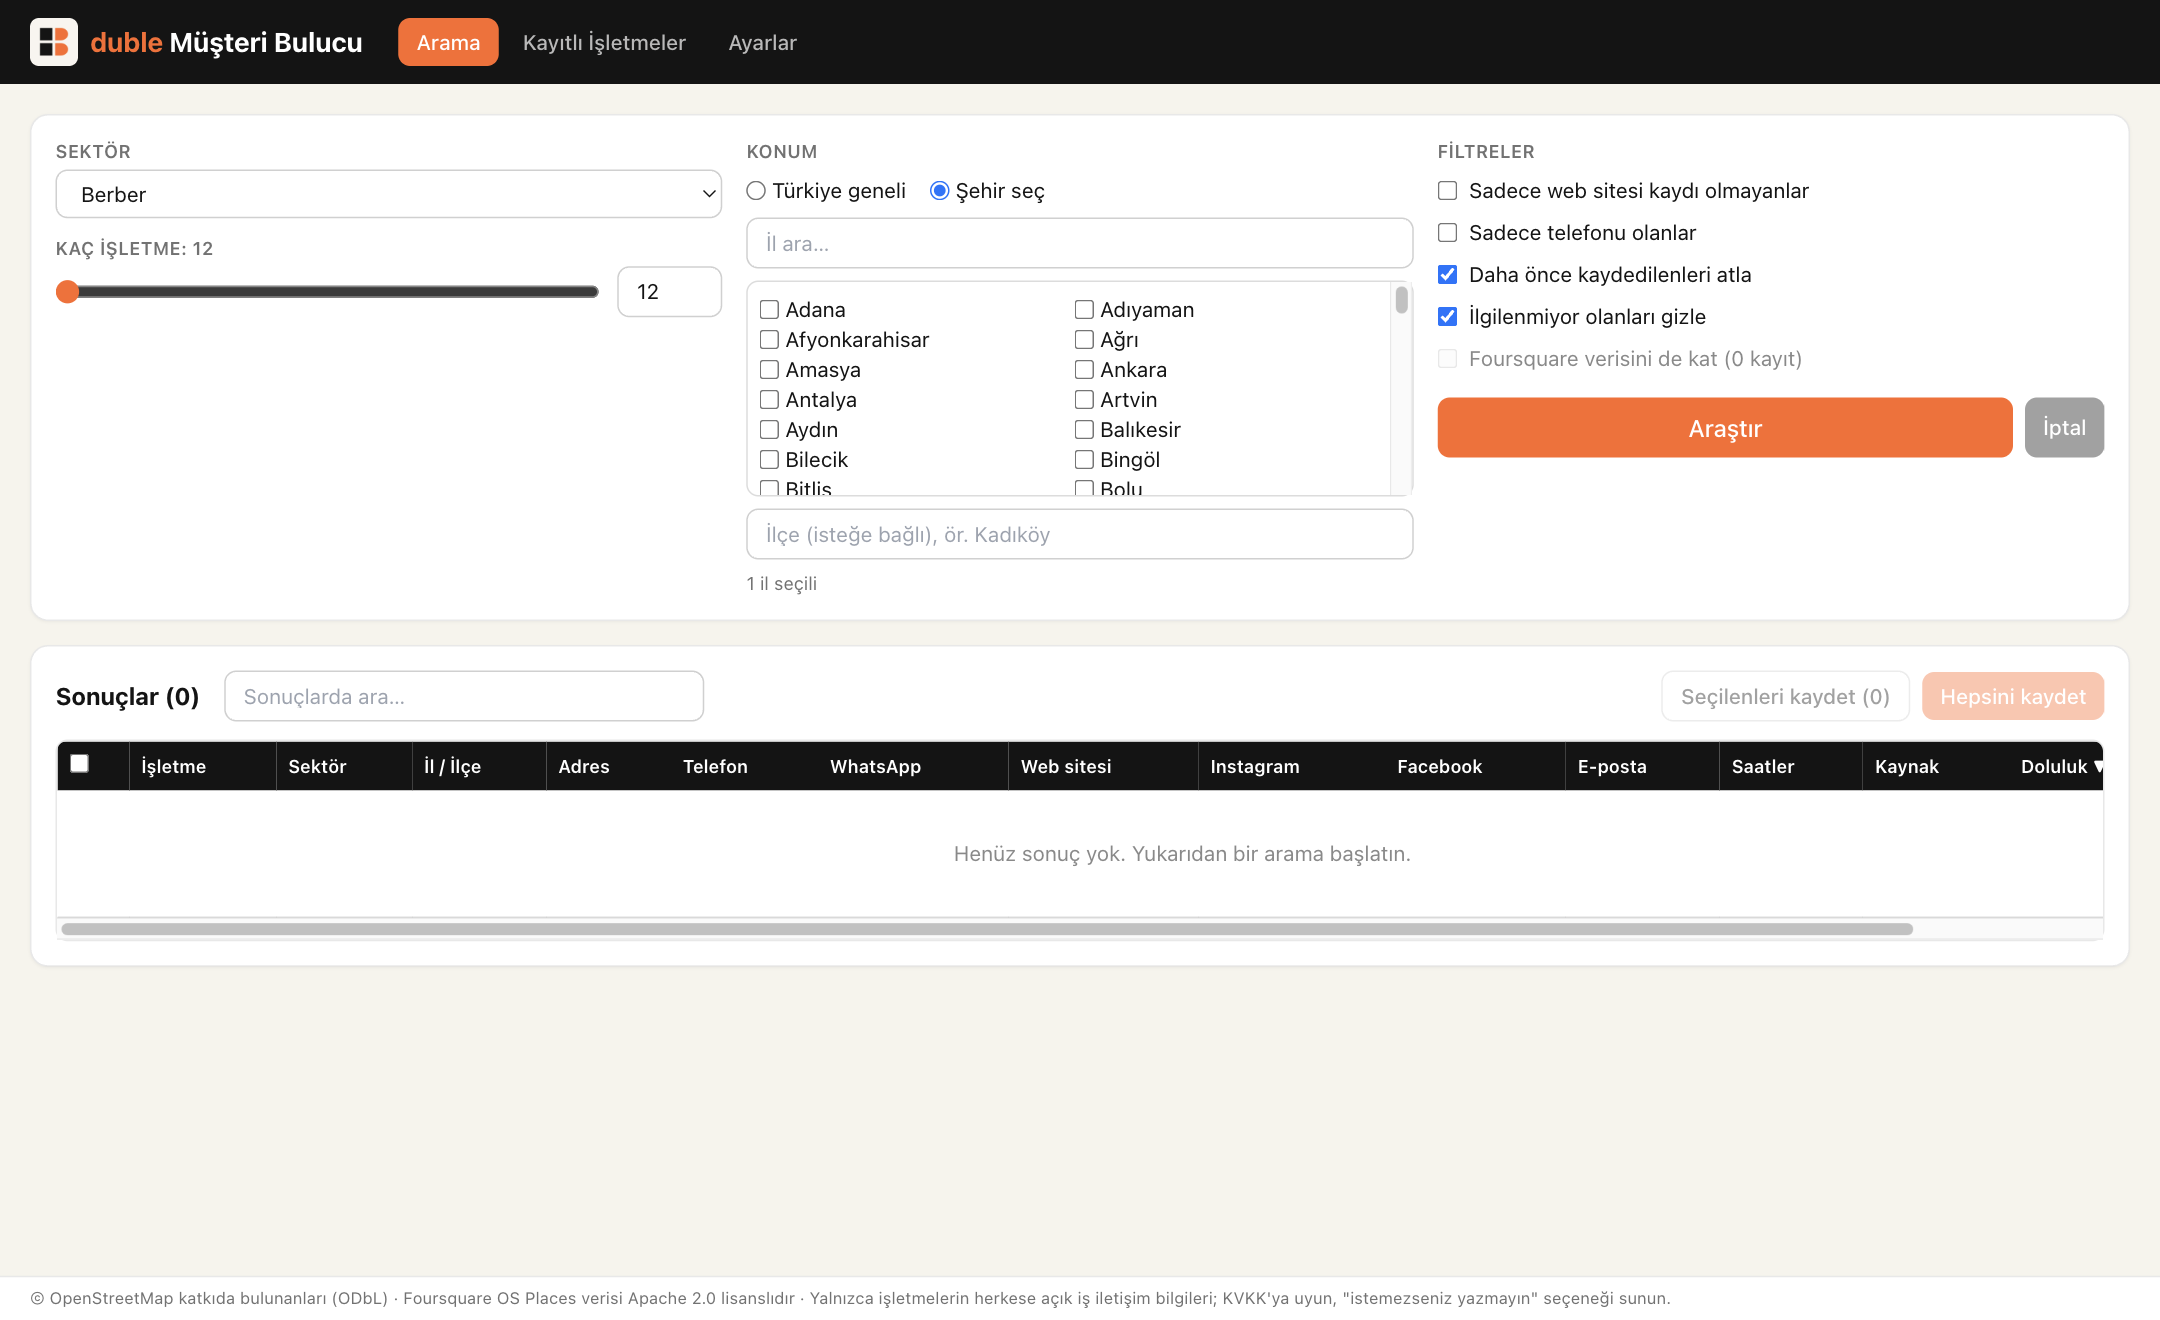 duble Müşteri Bulucu
Arama
Kayıtlı İşletmeler
Ayarlar
SEKTÖR
Berber
KAÇ İŞLETME: 12
12
KONUM
Türkiye geneli
Şehir seç
İl ara...
Adana
Adıyaman
Afyonkarahisar
Ağrı
Amasya
Ankara
Antalya
Artvin
Aydın
Balıkesir
Bilecik
Bingöl
Bitlis
Bolu
İlçe (isteğe bağlı), ör. Kadıköy
1 il seçili
FİLTRELER
Sadece web sitesi kaydı olmayanlar
Sadece telefonu olanlar
Daha önce kaydedilenleri atla
İlgilenmiyor olanları gizle
Foursquare verisini de kat (0 kayıt)
Araştır
İptal
Sonuçlar (0)
Sonuçlarda ara...
Seçilenleri kaydet (0)
Hepsini kaydet
İşletme
Sektör
İl / İlçe
Adres
Telefon
WhatsApp
Web sitesi
Instagram
Facebook
E-posta
Saatler
Kaynak
Doluluk ▼
Henüz sonuç yok. Yukarıdan bir arama başlatın.
© OpenStreetMap katkıda bulunanları (ODbL) · Foursquare OS Places verisi Apache 2.0 lisanslıdır · Yalnızca işletmelerin herkese açık iş iletişim bilgileri; KVKK'ya uyun, "istemezseniz yazmayın" seçeneği sunun.